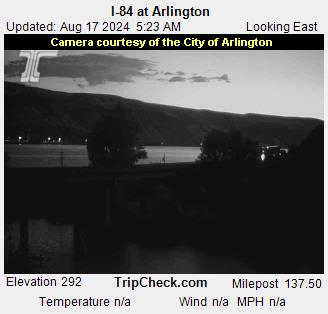 I-84 at Arlington
Updated: Aug 17 2024 5:23 AM Looking East
Camera courtesy of the City of Arlington
Elevation 292 TripCheck.com Milepost 137.50
Temperature n/a Wind n/a MPH n/a